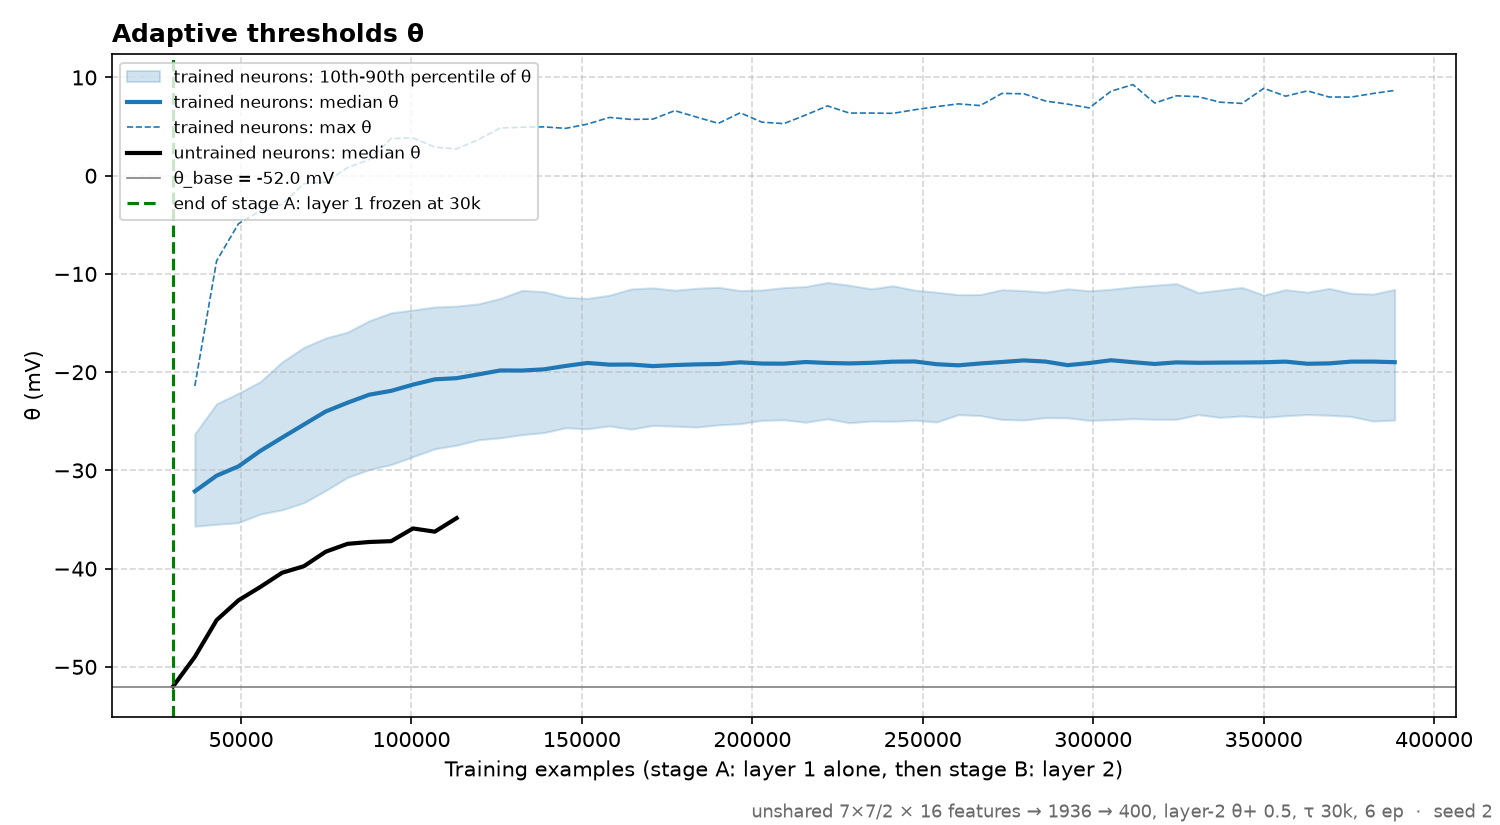 Adaptive thresholds θ
trained neurons: 10th-90th percentile of θ
trained neurons: median θ
trained neurons: max θ
untrained neurons: median θ
θ_base = -52.0 mV
end of stage A: layer 1 frozen at 30k
10
0
−10
−20
−30
−40
−50
θ (mV)
50000 100000 150000 200000 250000 300000 350000 400000
Training examples (stage A: layer 1 alone, then stage B: layer 2)
unshared 7×7/2 × 16 features → 1936 → 400, layer-2 θ+ 0.5, τ 30k, 6 ep · seed 2